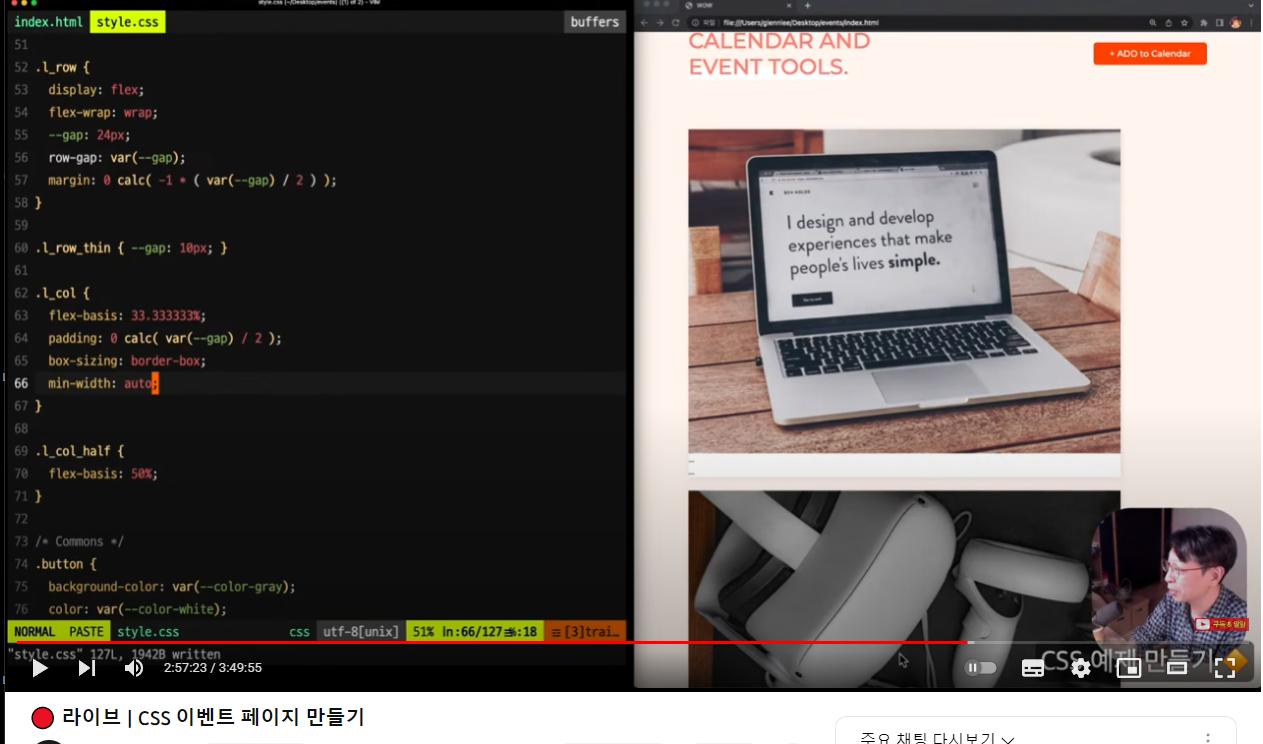 style.css (~/Desktop/events) ((1) of 2) - VIM
index.html style.css buffers
51
52 .l_row {
53 display: flex;
54 flex-wrap: wrap;
55 --gap: 24px;
56 row-gap: var(--gap);
57 margin: 0 calc( -1 * ( var(--gap) / 2 ) );
58 }
59
60 .l_row_thin { --gap: 10px; }
61
62 .l_col {
63 flex-basis: 33.333333%;
64 padding: 0 calc( var(--gap) / 2 );
65 box-sizing: border-box;
66 min-width: auto;
67 }
68
69 .l_col_half {
70 flex-basis: 50%;
71 }
72
73 /* Commons */
74 .button {
75 background-color: var(--color-gray);
76 color: var(--color-white);
NORMAL PASTE style.css css utf-8[unix] 51% ln:66/127≡%:18 ☰ [3]trai…
"style.css" 127L, 1942B written
WOW
파일 file:///Users/glenniee/Desktop/events/index.html
CALENDAR AND
EVENT TOOLS.
+ ADD to Calendar
I design and develop
experiences that make
people's lives simple.
구독 & 알림
CSS 예제 만들기
2:57:23 / 3:49:55
라이브 | CSS 이벤트 페이지 만들기
주요 채팅 다시보기